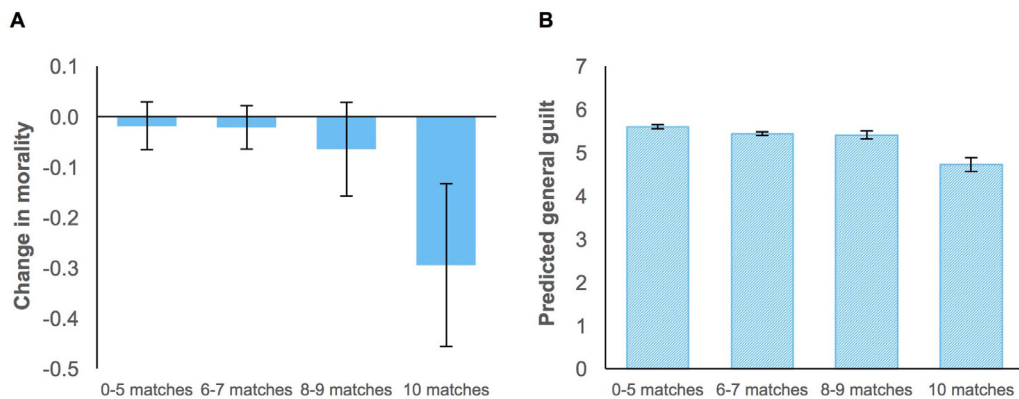 A
Change in morality
0.1
0.0
-0.1
-0.2
-0.3
-0.4
-0.5
0-5 matches 6-7 matches 8-9 matches 10 matches
B
Predicted general guilt
7
6
5
4
3
2
1
0
0-5 matches 6-7 matches 8-9 matches 10 matches